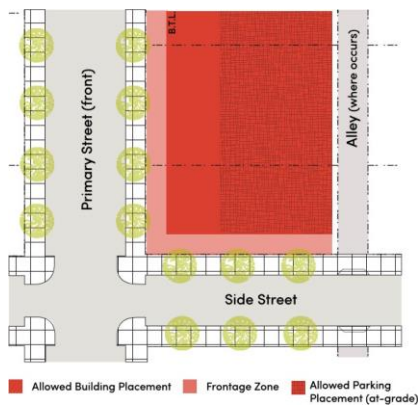 B.T.L.
Primary Street (front)
Alley (where occurs)
Side Street
Allowed Building Placement
Frontage Zone
Allowed Parking
Placement (at-grade)